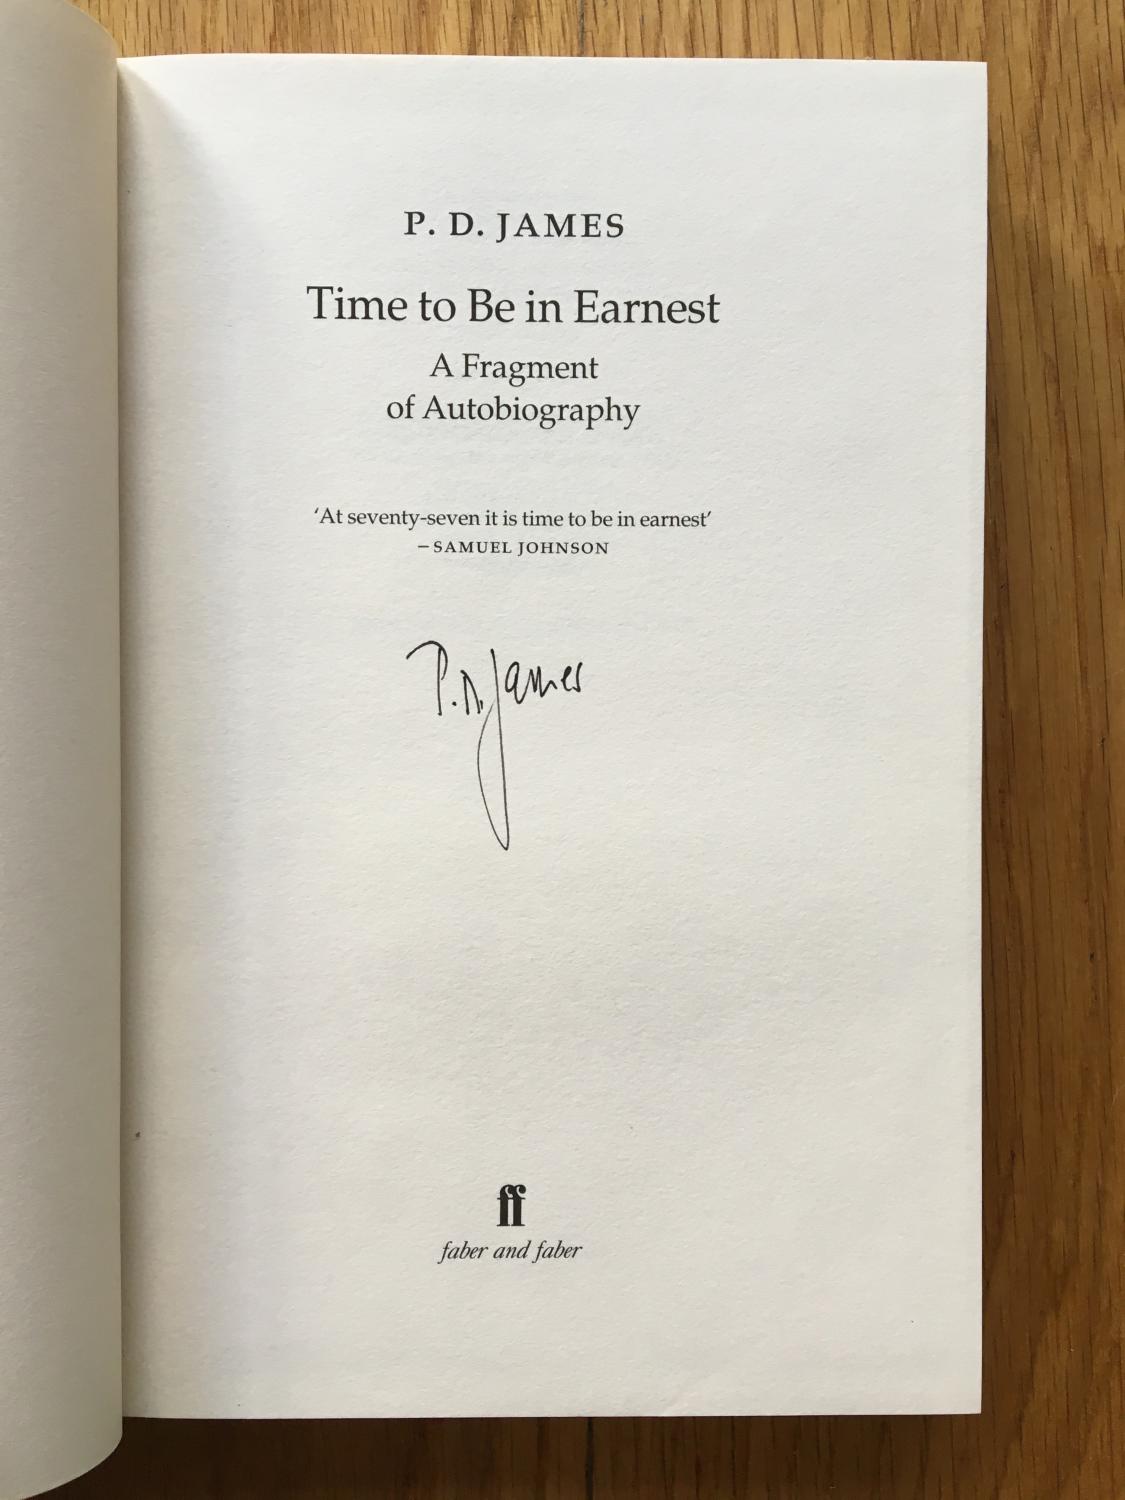 P. D. JAMES
Time to Be in Earnest
A Fragment
of Autobiography
‘At seventy-seven it is time to be in earnest’
– SAMUEL JOHNSON
P.D. James
ff
faber and faber